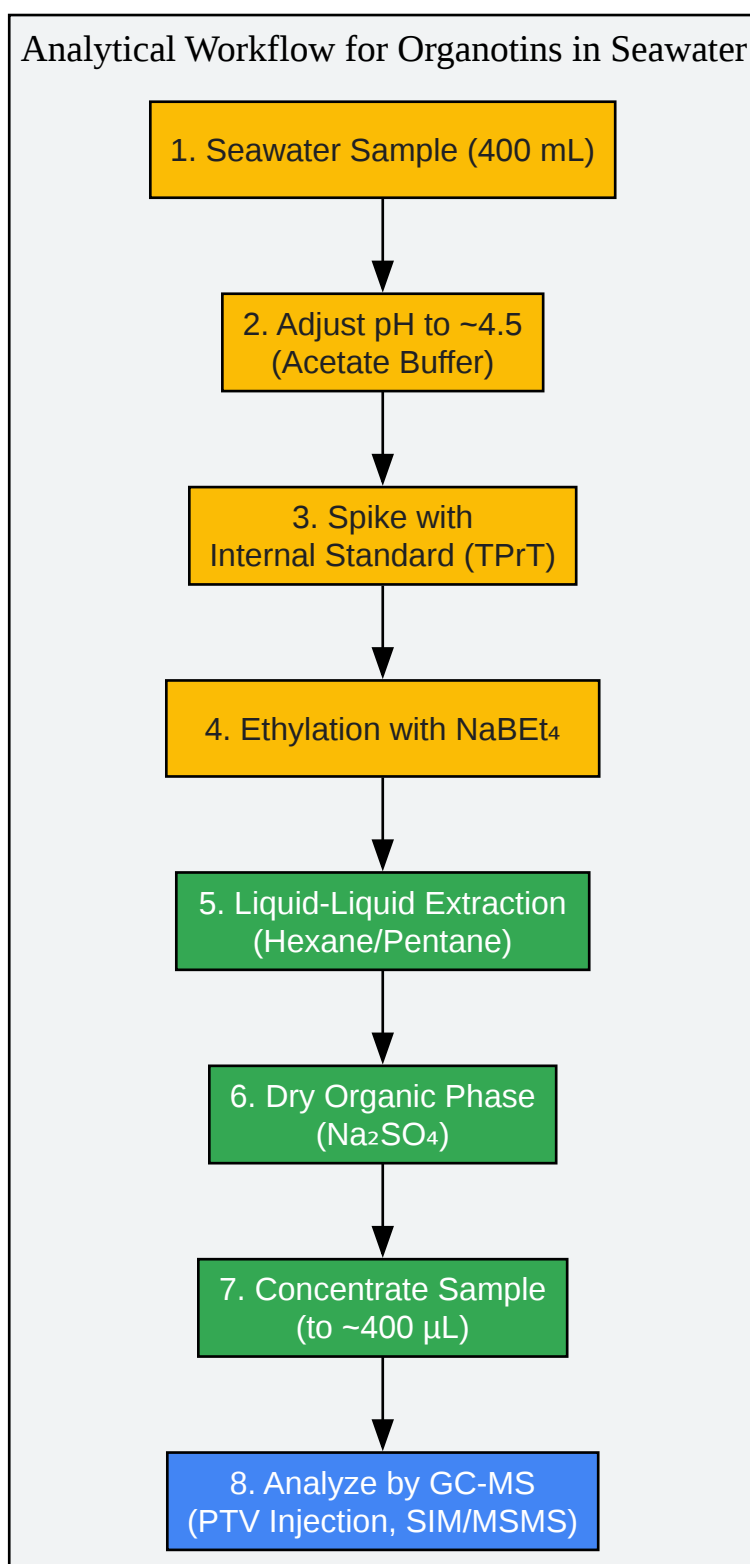 Analytical Workflow for Organotins in Seawater
1. Seawater Sample (400 mL)
2. Adjust pH to ~4.5
(Acetate Buffer)
3. Spike with
Internal Standard (TPrT)
4. Ethylation with NaBEt₄
5. Liquid-Liquid Extraction
(Hexane/Pentane)
6. Dry Organic Phase
(Na₂SO₄)
7. Concentrate Sample
(to ~400 µL)
8. Analyze by GC-MS
(PTV Injection, SIM/MSMS)